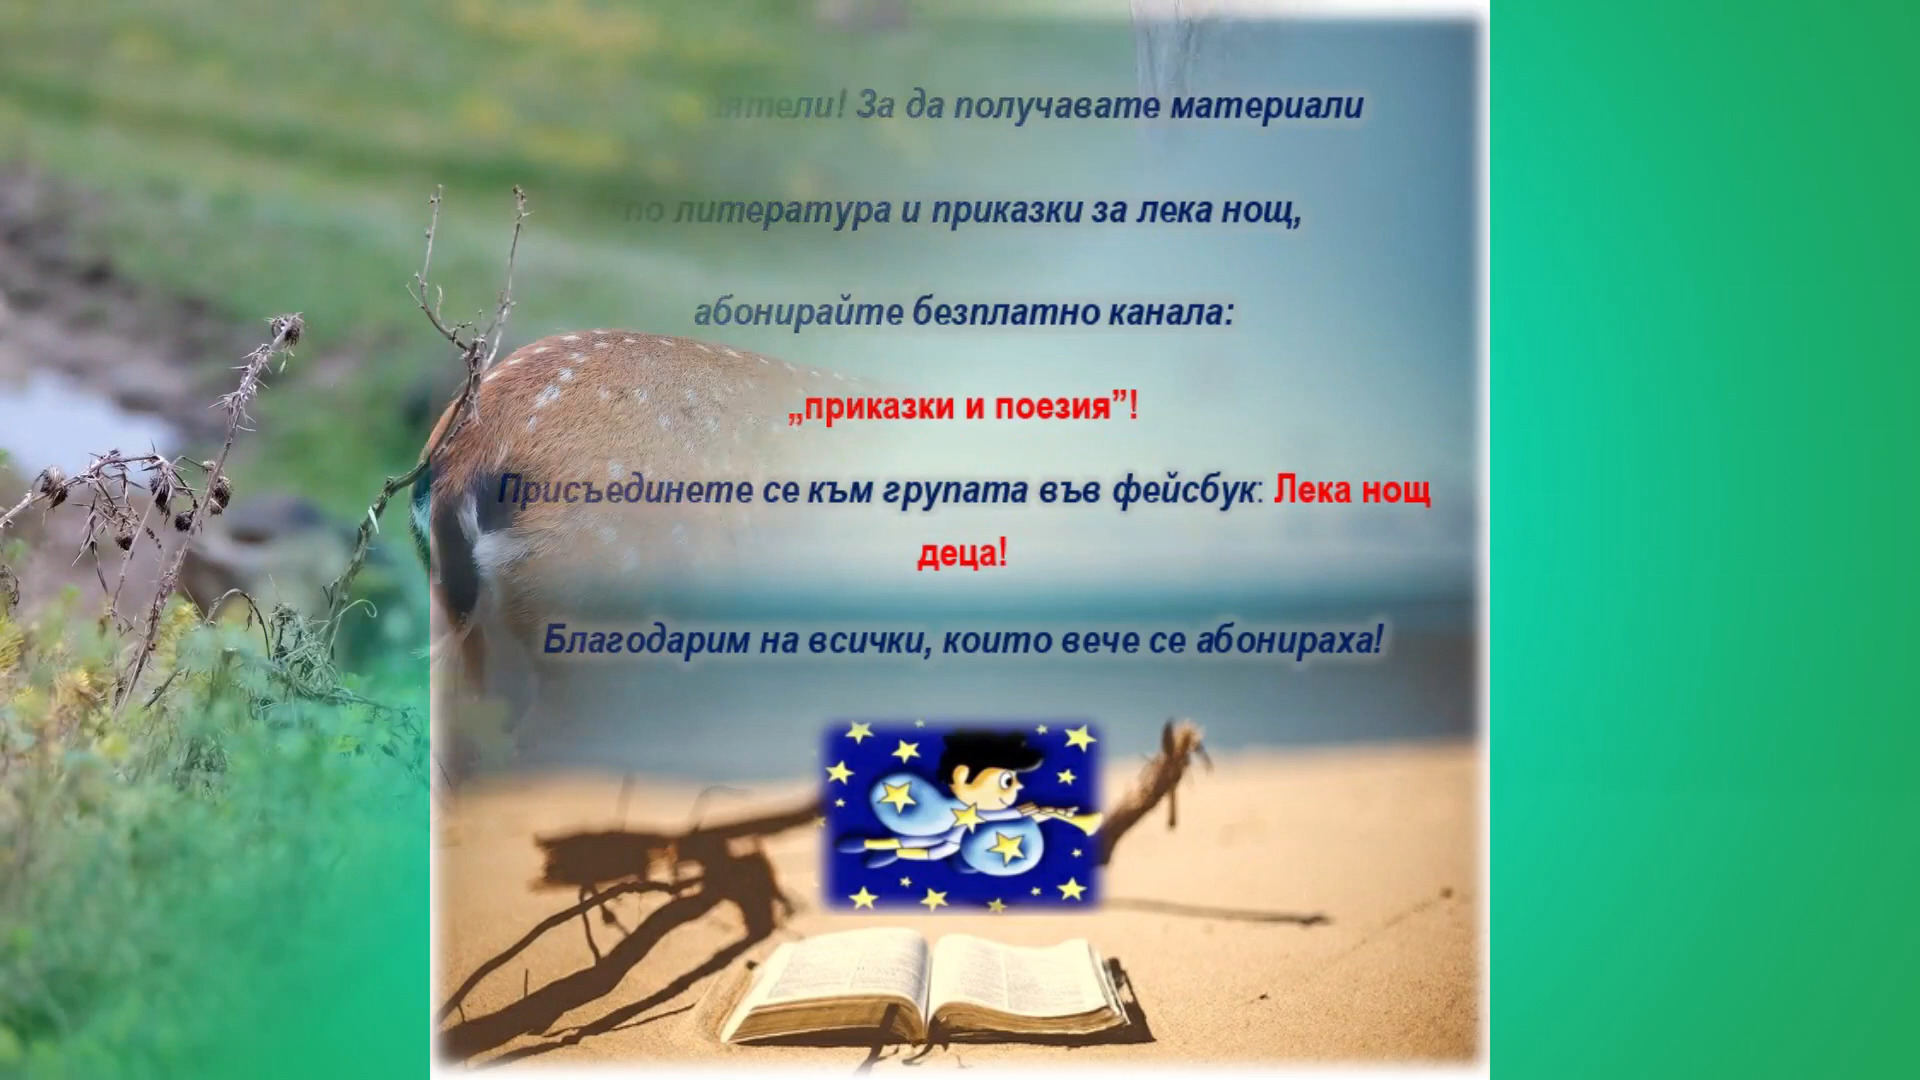 За да получавате материали
по литература и приказки за лека нощ,
абонирайте безплатно канала:
„приказки и поезия”!
Присъединете се към групата във фейсбук: Лека нощ
деца!
Благодарим на всички, които вече се абонираха!